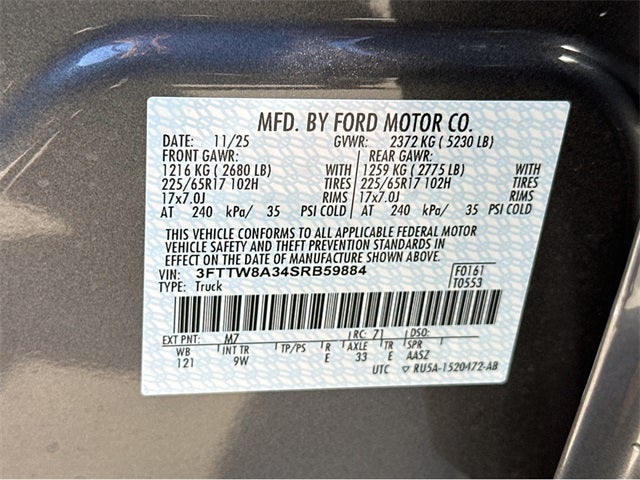 MFD. BY FORD MOTOR CO.
DATE: 11/25 GVWR: 2372 KG ( 5230 LB)
FRONT GAWR: REAR GAWR:
1216 KG ( 2680 LB) WITH 1259 KG ( 2775 LB) WITH
225/65R17 102H TIRES 225/65R17 102H TIRES
17x7.0J RIMS 17x7.0J RIMS
AT 240 kPa/ 35 PSI COLD AT 240 kPa/ 35 PSI COLD
THIS VEHICLE CONFORMS TO ALL APPLICABLE FEDERAL MOTOR
VEHICLE SAFETY AND THEFT PREVENTION STANDARDS IN
EFFECT ON THE DATE OF MANUFACTURE SHOWN ABOVE.
VIN: 3FTTW8A34SRB59884 F0161
TYPE: Truck T0553
EXT PNT: M7 RC: 71 DSO:
WB INT TR TP/PS R AXLE TR SPR
121 9W E 33 E AASZ
UTC ▽ RU5A-1520472-AB